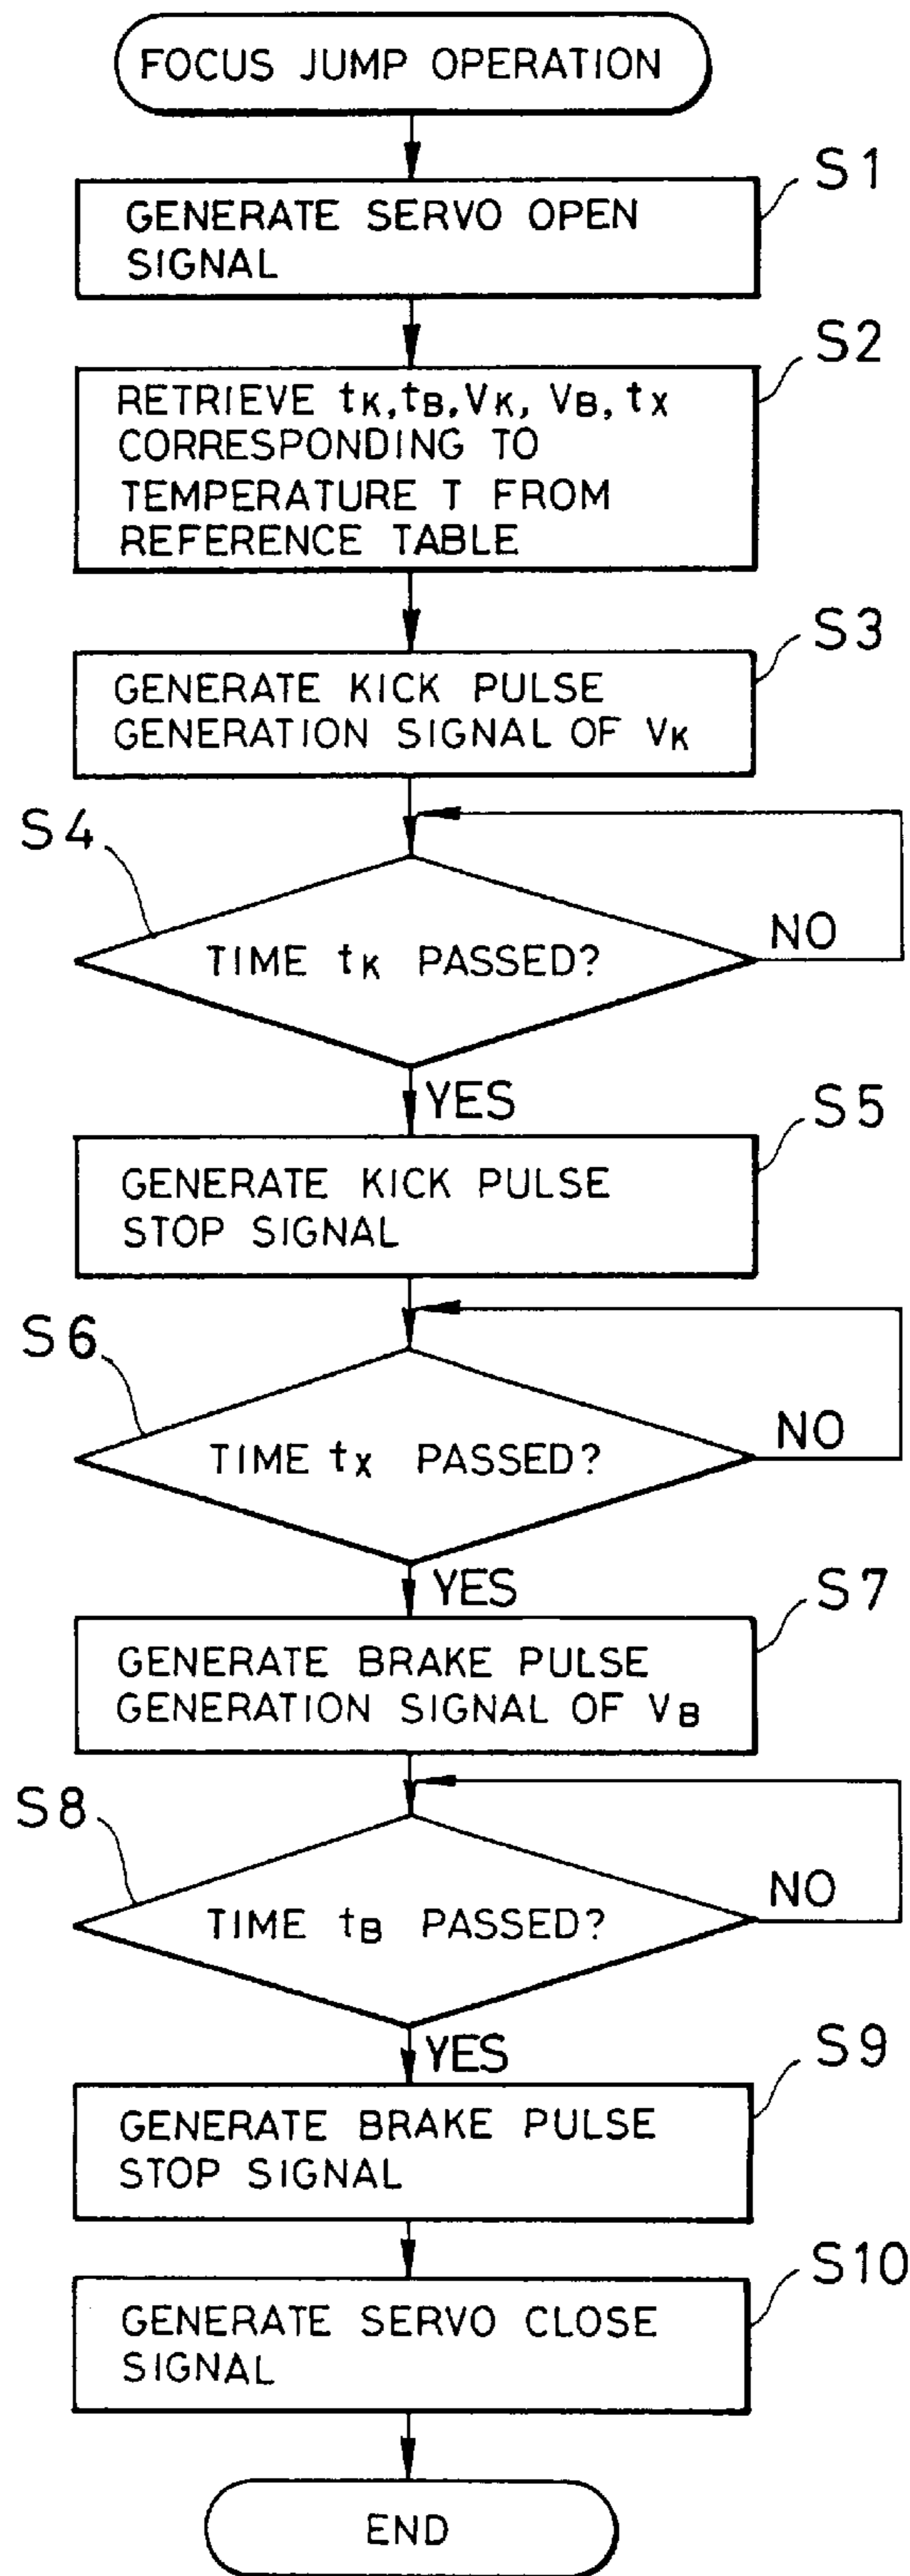 FOCUS JUMP OPERATION
S1
GENERATE SERVO OPEN
SIGNAL
S2
RETRIEVE tK, tB, VK, VB, tX
CORRESPONDING TO
TEMPERATURE T FROM
REFERENCE TABLE
S3
GENERATE KICK PULSE
GENERATION SIGNAL OF VK
S4
TIME tK PASSED?
NO
YES
S5
GENERATE KICK PULSE
STOP SIGNAL
S6
TIME tX PASSED?
NO
YES
S7
GENERATE BRAKE PULSE
GENERATION SIGNAL OF VB
S8
TIME tB PASSED?
NO
YES
S9
GENERATE BRAKE PULSE
STOP SIGNAL
S10
GENERATE SERVO CLOSE
SIGNAL
END